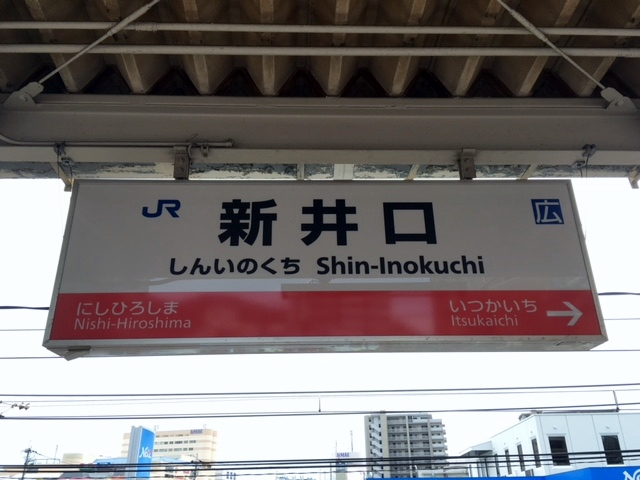 JR 新井口 広
しんいのくち Shin-Inokuchi
にしひろしま いつかいち
Nishi-Hiroshima Itsukaichi →